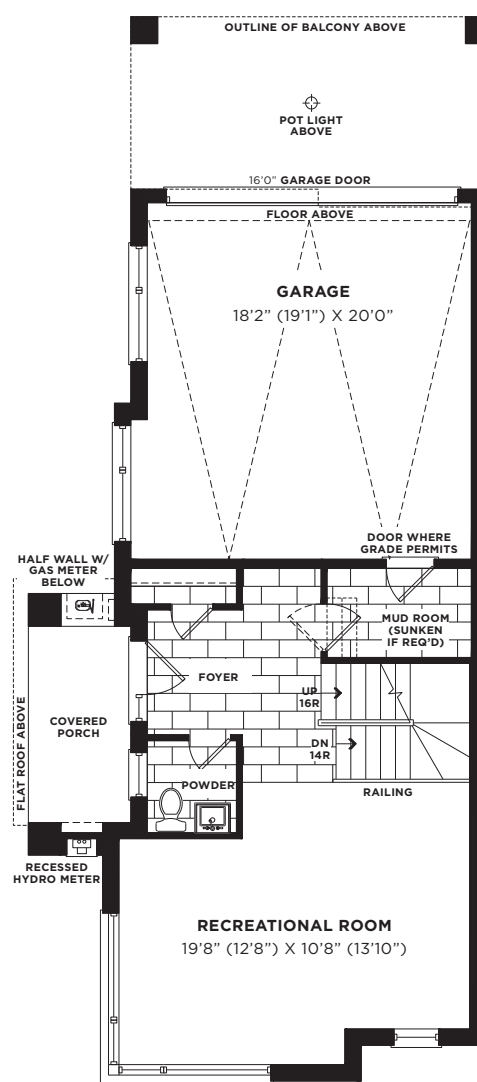 OUTLINE OF BALCONY ABOVE
POT LIGHT
ABOVE
16'0" GARAGE DOOR
FLOOR ABOVE
GARAGE
18'2" (19'1") X 20'0"
DOOR WHERE
GRADE PERMITS
HALF WALL W/
GAS METER
BELOW
MUD ROOM
(SUNKEN
IF REQ'D)
FOYER
UP
16R
FLAT ROOF ABOVE
COVERED
PORCH
DN
14R
POWDER
RAILING
RECESSED
HYDRO METER
RECREATIONAL ROOM
19'8" (12'8") X 10'8" (13'10")